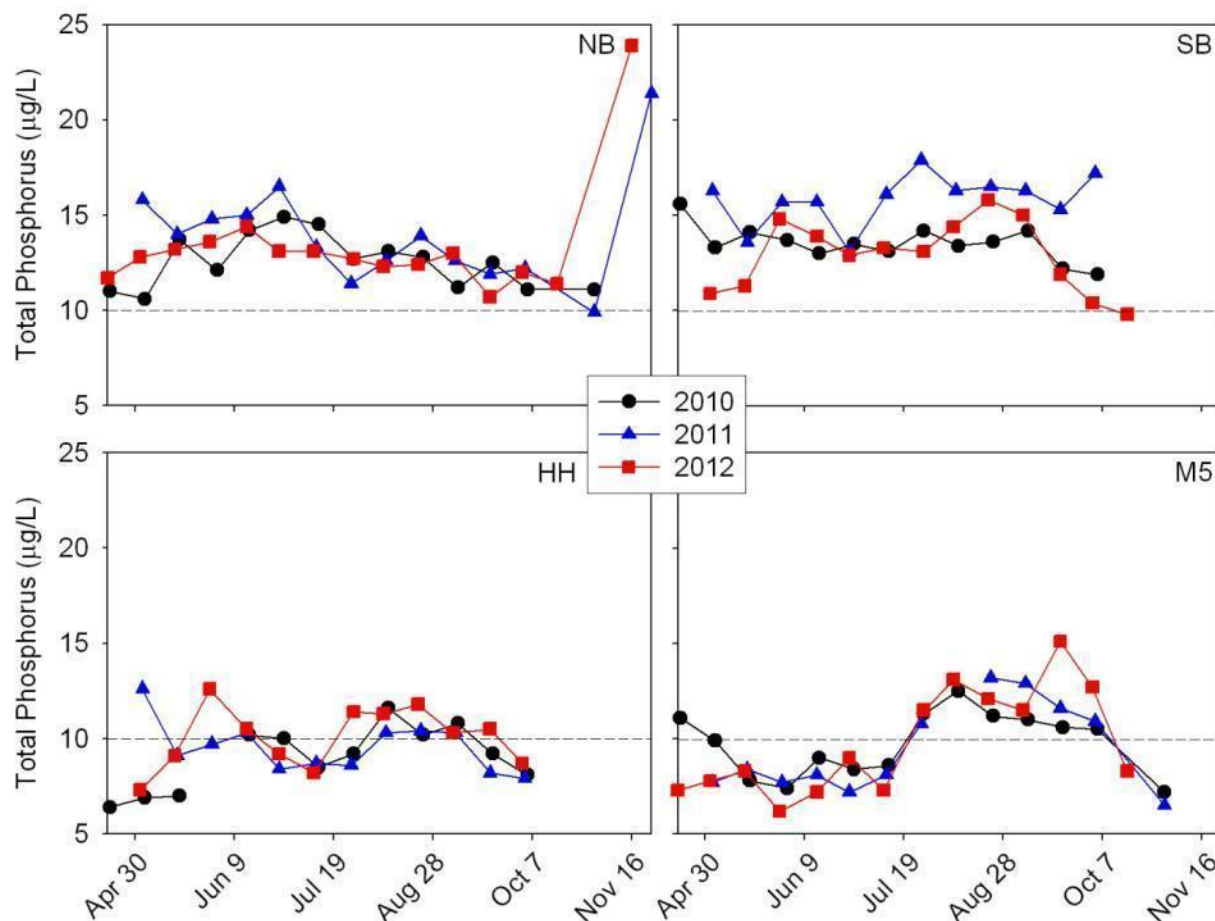 25
20
15
10
5
Total Phosphorus (µg/L)
NB
SB
2010
2011
2012
25
20
15
10
5
Total Phosphorus (µg/L)
HH
M5
Apr 30
Jun 9
Jul 19
Aug 28
Oct 7
Nov 16
Apr 30
Jun 9
Jul 19
Aug 28
Oct 7
Nov 16